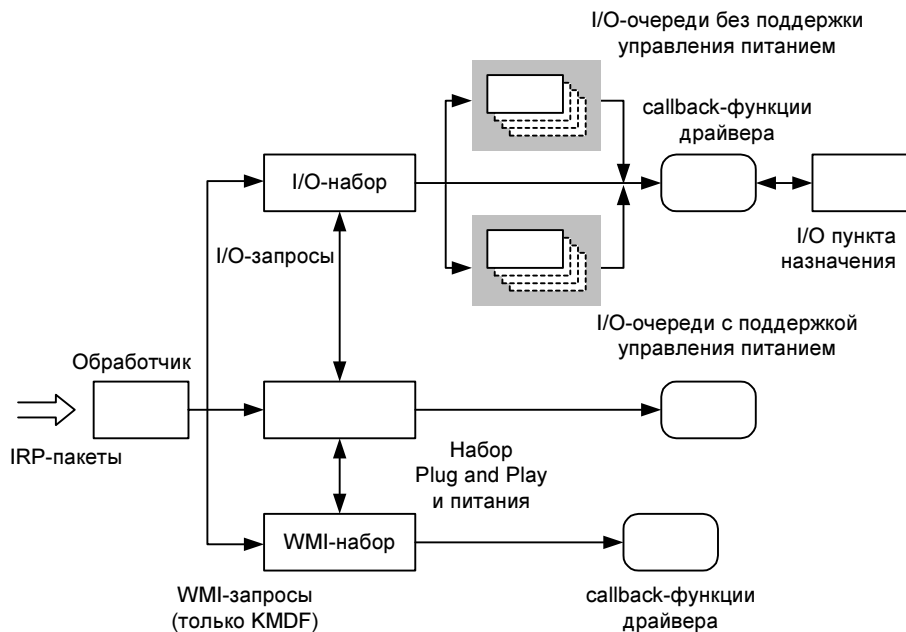 I/O-очереди без поддержки
управления питанием
callback-функции
драйвера
I/O-набор
I/O-запросы
I/O пункта
назначения
I/O-очереди с поддержкой
управления питанием
Обработчик
IRP-пакеты
Набор
Plug and Play
и питания
WMI-набор
WMI-запросы
(только KMDF)
callback-функции
драйвера